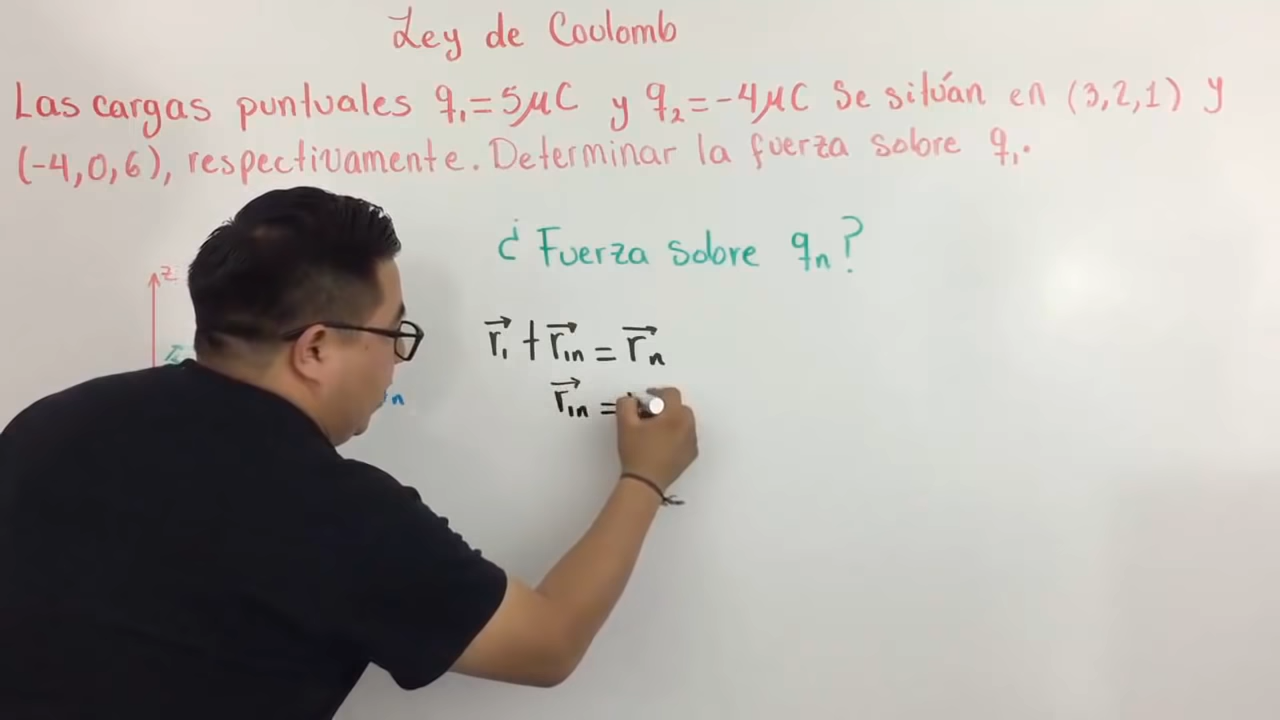 Ley de Coulomb
Las cargas puntuales q₁=5μC y q₂=-4μC Se sitúan en (3,2,1) y
(-4,0,6), respectivamente. Determinar la fuerza sobre q₁.
¿Fuerza sobre qₙ?
z
r⃗₁ + r⃗₁ₙ = r⃗ₙ
r⃗₁ₙ =
n